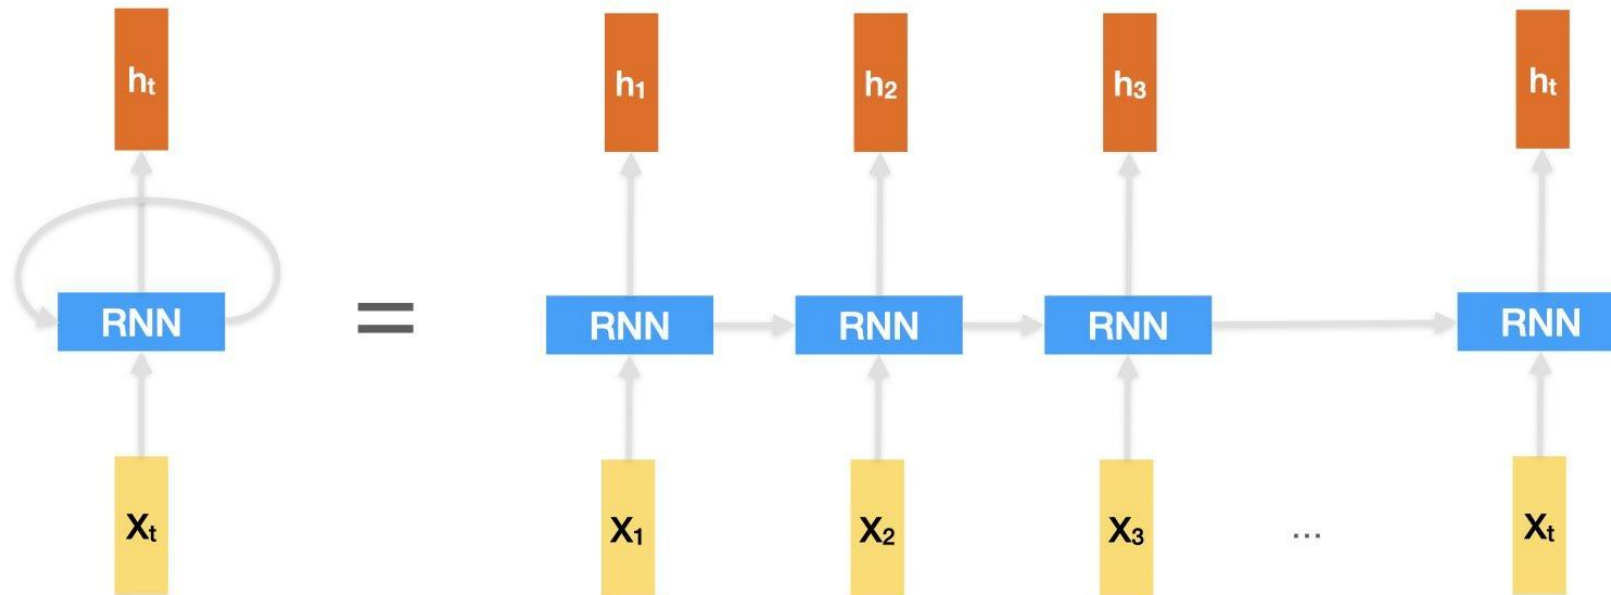 hₜ h₁ h₂ h₃ hₜ
RNN = RNN RNN RNN RNN
Xₜ X₁ X₂ X₃ ... Xₜ